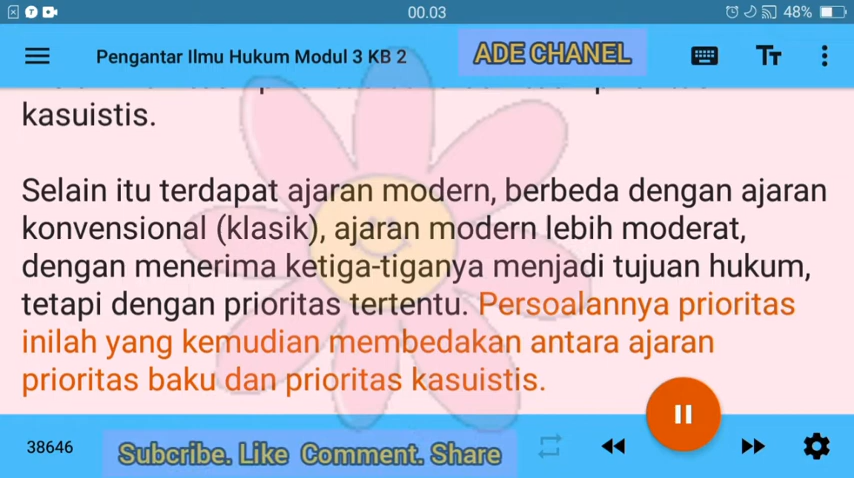 00.03
48%
Pengantar Ilmu Hukum Modul 3 KB 2
ADE CHANEL
TT
kasuistis.
Selain itu terdapat ajaran modern, berbeda dengan ajaran
konvensional (klasik), ajaran modern lebih moderat,
dengan menerima ketiga-tiganya menjadi tujuan hukum,
tetapi dengan prioritas tertentu. Persoalannya prioritas
inilah yang kemudian membedakan antara ajaran
prioritas baku dan prioritas kasuistis.
38646
Subcribe. Like Comment. Share